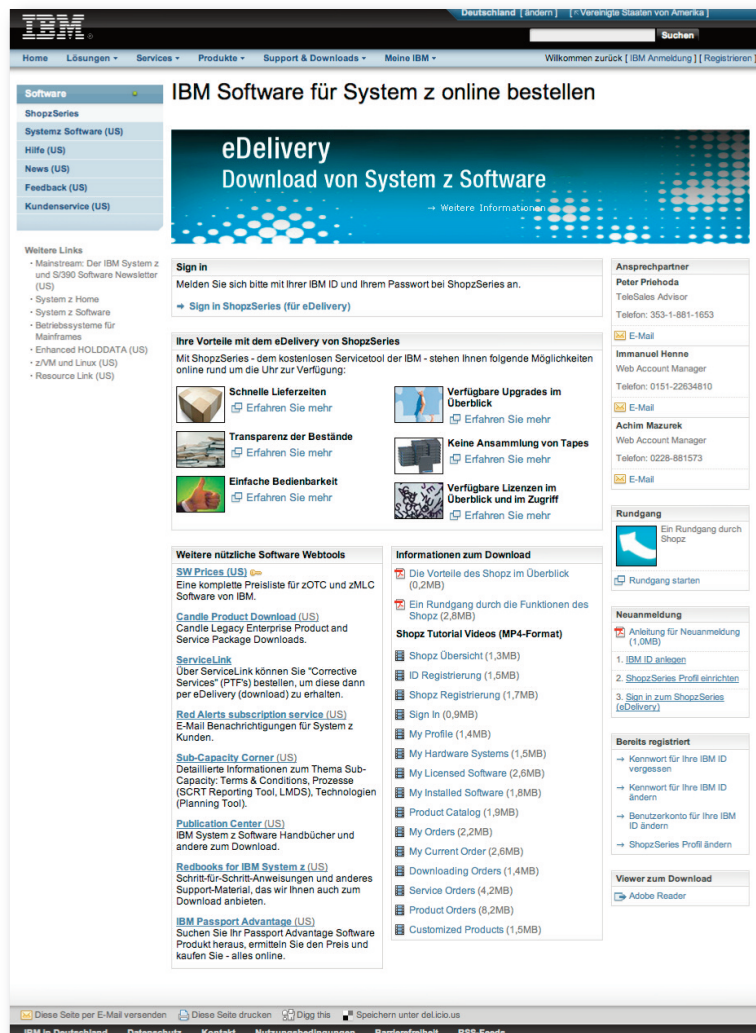 Deutschland [ ändern ] [ Vereinigte Staaten von Amerika ]
IBM®
Suchen
Home Lösungen Services Produkte Support & Downloads Meine IBM Willkommen zurück [ IBM Anmeldung ] [ Registrieren ]
Software
ShopzSeries
Systemz Software (US)
Hilfe (US)
News (US)
Feedback (US)
Kundenservice (US)
Weitere Links
· Mainstream: Der IBM System z
und S/390 Software Newsletter
(US)
· System z Home
· System z Software
· Betriebssysteme für
Mainframes
· Enhanced HOLDDATA (US)
· z/VM und Linux (US)
· Resource Link (US)
IBM Software für System z online bestellen
eDelivery
Download von System z Software
→ Weitere Informationen
Sign in
Melden Sie sich bitte mit Ihrer IBM ID und Ihrem Passwort bei ShopzSeries an.
→ Sign in ShopzSeries (für eDelivery)
Ihre Vorteile mit dem eDelivery von ShopzSeries
Mit ShopzSeries - dem kostenlosen Servicetool der IBM - stehen Ihnen folgende Möglichkeiten
online rund um die Uhr zur Verfügung:
Schnelle Lieferzeiten
Erfahren Sie mehr
Transparenz der Bestände
Erfahren Sie mehr
Einfache Bedienbarkeit
Erfahren Sie mehr
Verfügbare Upgrades im
Überblick
Erfahren Sie mehr
Keine Ansammlung von Tapes
Erfahren Sie mehr
Verfügbare Lizenzen im
Überblick und im Zugriff
Erfahren Sie mehr
Weitere nützliche Software Webtools
SW Prices (US)
Eine komplette Preisliste für zOTC und zMLC
Software von IBM.
Candle Product Download (US)
Candle Legacy Enterprise Product and
Service Package Downloads.
ServiceLink
Über ServiceLink können Sie "Corrective
Services" (PTF's) bestellen, um diese dann
per eDelivery (download) zu erhalten.
Red Alerts subscription service (US)
E-Mail Benachrichtigungen für System z
Kunden.
Sub-Capacity Corner (US)
Detaillierte Informationen zum Thema Sub-
Capacity: Terms & Conditions, Prozesse
(SCRT Reporting Tool, LMDS), Technologien
(Planning Tool).
Publication Center (US)
IBM System z Software Handbücher und
andere zum Download.
Redbooks for IBM System z (US)
Schritt-für-Schritt-Anweisungen und anderes
Support-Material, das wir Ihnen auch zum
Download anbieten.
IBM Passport Advantage (US)
Suchen Sie Ihr Passport Advantage Software
Produkt heraus, ermitteln Sie den Preis und
kaufen Sie - alles online.
Informationen zum Download
Die Vorteile des Shopz im Überblick
(0,2MB)
Ein Rundgang durch die Funktionen des
Shopz (2,8MB)
Shopz Tutorial Videos (MP4-Format)
Shopz Übersicht (1,3MB)
ID Registrierung (1,5MB)
Shopz Registrierung (1,7MB)
Sign In (0,9MB)
My Profile (1,4MB)
My Hardware Systems (1,5MB)
My Licensed Software (2,6MB)
My Installed Software (1,8MB)
Product Catalog (1,9MB)
My Orders (2,2MB)
My Current Order (2,6MB)
Downloading Orders (1,4MB)
Service Orders (4,2MB)
Product Orders (8,2MB)
Customized Products (1,5MB)
Ansprechpartner
Peter Priehoda
TeleSales Advisor
Telefon: 353-1-881-1653
E-Mail
Immanuel Henne
Web Account Manager
Telefon: 0151-22634810
E-Mail
Achim Mazurek
Web Account Manager
Telefon: 0228-881573
E-Mail
Rundgang
Ein Rundgang durch
Shopz
Rundgang starten
Neuanmeldung
Anleitung für Neuanmeldung
(1,0MB)
1. IBM ID anlegen
2. ShopzSeries Profil einrichten
3. Sign in zum ShopzSeries
(eDelivery)
Bereits registriert
→ Kennwort für Ihre IBM ID
vergessen
→ Kennwort für Ihre IBM ID
ändern
→ Benutzerkonto für Ihre IBM
ID ändern
→ ShopzSeries Profil ändern
Viewer zum Download
Adobe Reader
Diese Seite per E-Mail versenden Diese Seite drucken Digg this Speichern unter del.icio.us
IBM in Deutschland Datenschutz Kontakt Nutzungsbedingungen Barrierefreiheit RSS-Feeds